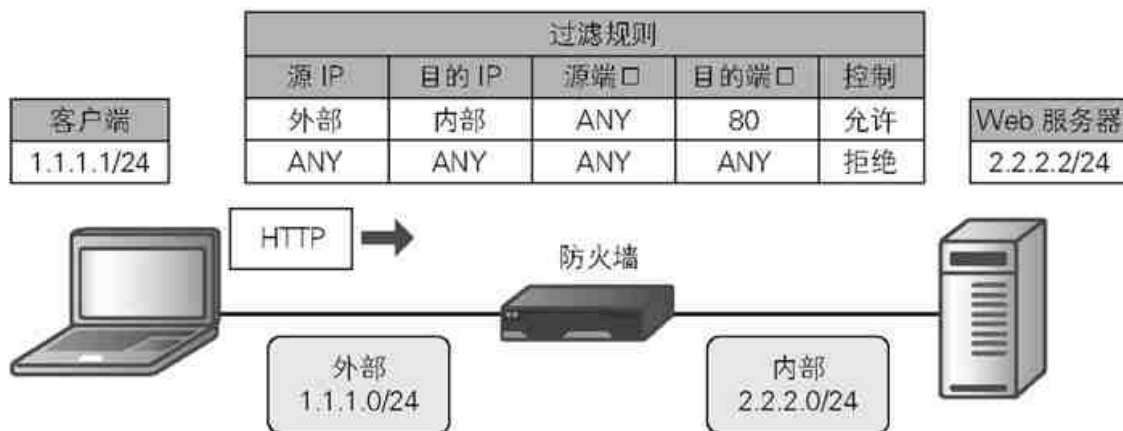 过滤规则
源 IP 目的 IP 源端口 目的端口 控制
外部 内部 ANY 80 允许
ANY ANY ANY ANY 拒绝
客户端
1.1.1.1/24
Web 服务器
2.2.2.2/24
HTTP
防火墙
外部
1.1.1.0/24
内部
2.2.2.0/24